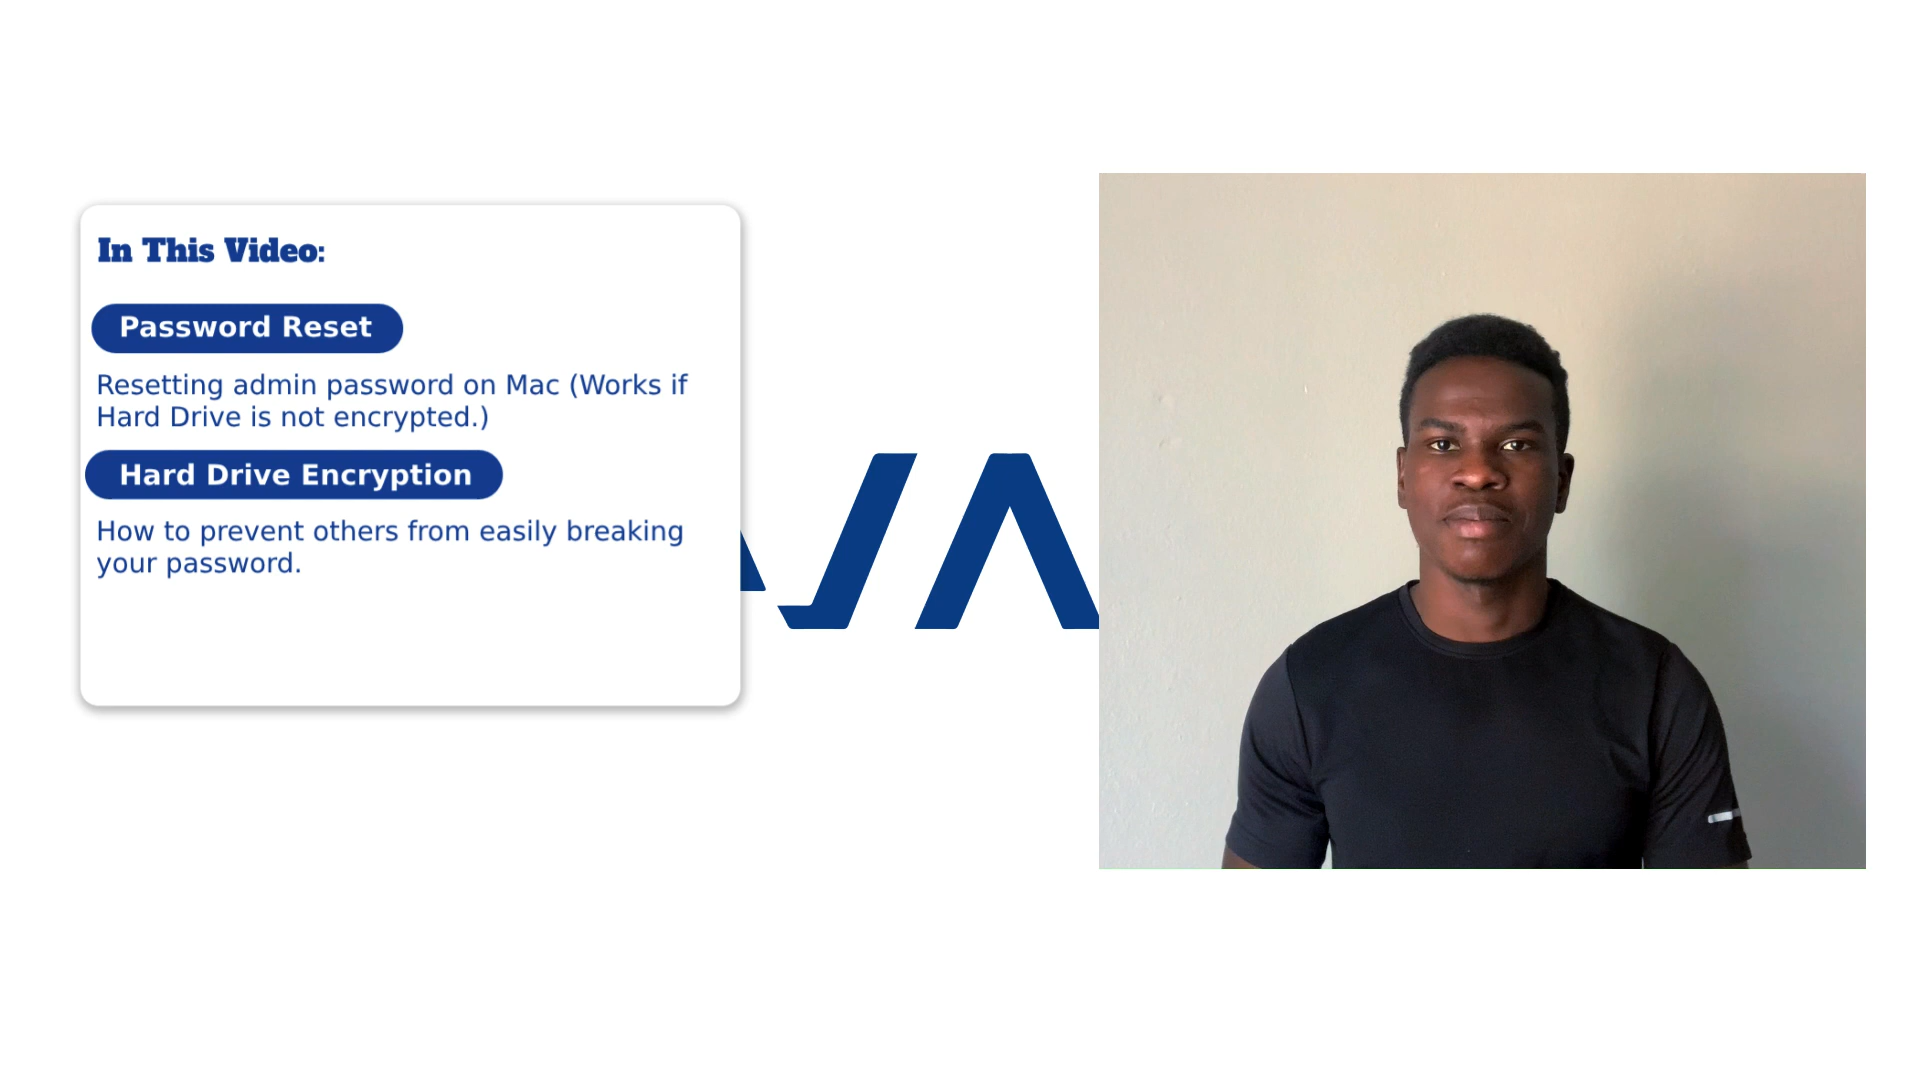 In This Video:
Password Reset
Resetting admin password on Mac (Works if
Hard Drive is not encrypted.)
Hard Drive Encryption
How to prevent others from easily breaking
your password.